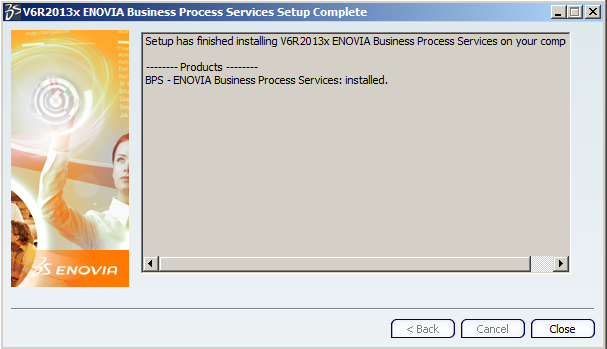 V6R2013x ENOVIA Business Process Services Setup Complete
Setup has finished installing V6R2013x ENOVIA Business Process Services on your comp
-------- Products --------
BPS - ENOVIA Business Process Services: installed.
ENOVIA
< Back
Cancel
Close